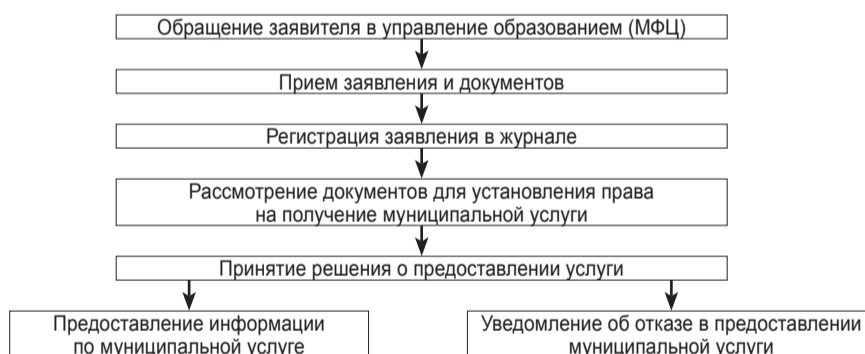 Обращение заявителя в управление образованием (МФЦ)
Прием заявления и документов
Регистрация заявления в журнале
Рассмотрение документов для установления права
на получение муниципальной услуги
Принятие решения о предоставлении услуги
Предоставление информации
по муниципальной услуге
Уведомление об отказе в предоставлении
муниципальной услуги